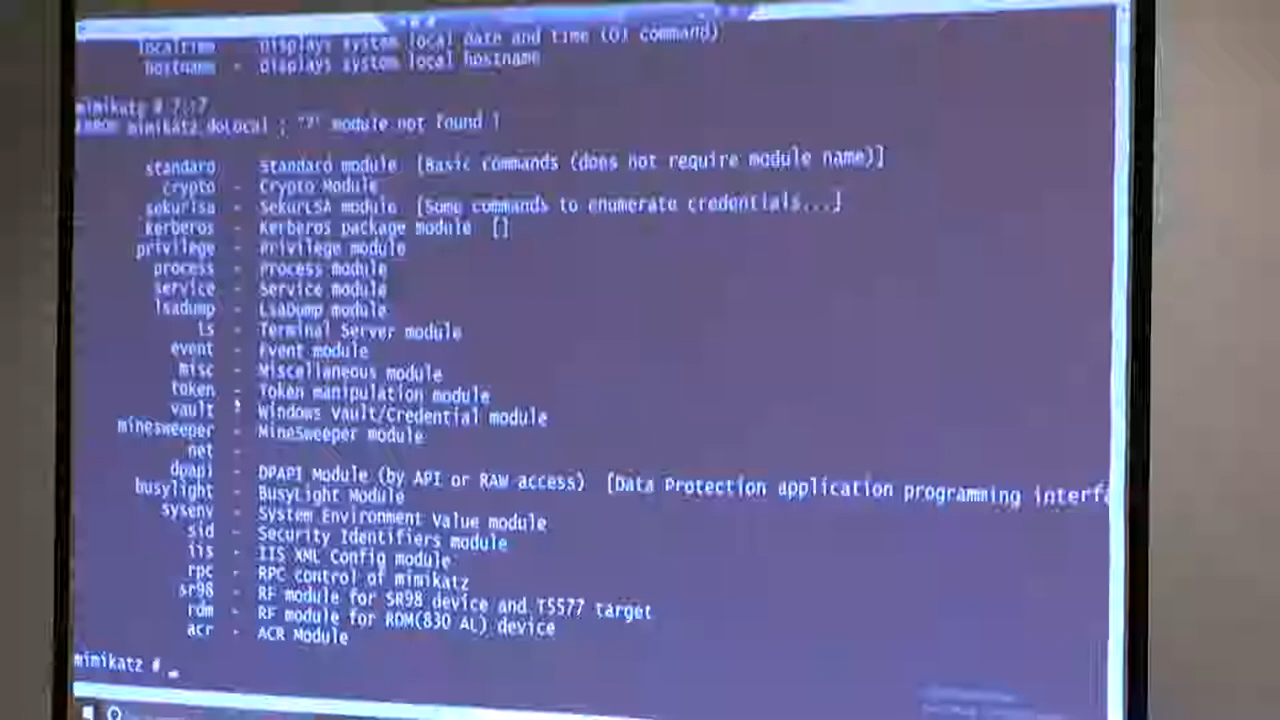 localtime - displays system local date and time (OJ command)
hostname - displays system local hostname
mimikatz # ?::?
ERROR mimikatz_doLocal ; "?" module not found !
standard - Standard module [Basic commands (does not require module name)]
crypto - Crypto Module
sekurlsa - SekurLSA module [Some commands to enumerate credentials...]
kerberos - Kerberos package module []
privilege - Privilege module
process - Process module
service - Service module
lsadump - LsaDump module
ts - Terminal Server module
event - Event module
misc - Miscellaneous module
token - Token manipulation module
vault - Windows Vault/Credential module
minesweeper - MineSweeper module
net -
dpapi - DPAPI Module (by API or RAW access) [Data Protection application programming interfa
busylight - BusyLight Module
sysenv - System Environment Value module
sid - Security Identifiers module
iis - IIS XML Config module
rpc - RPC control of mimikatz
sr98 - RF module for SR98 device and T5577 target
rdm - RF module for RDM(830 AL) device
acr - ACR Module
mimikatz # _